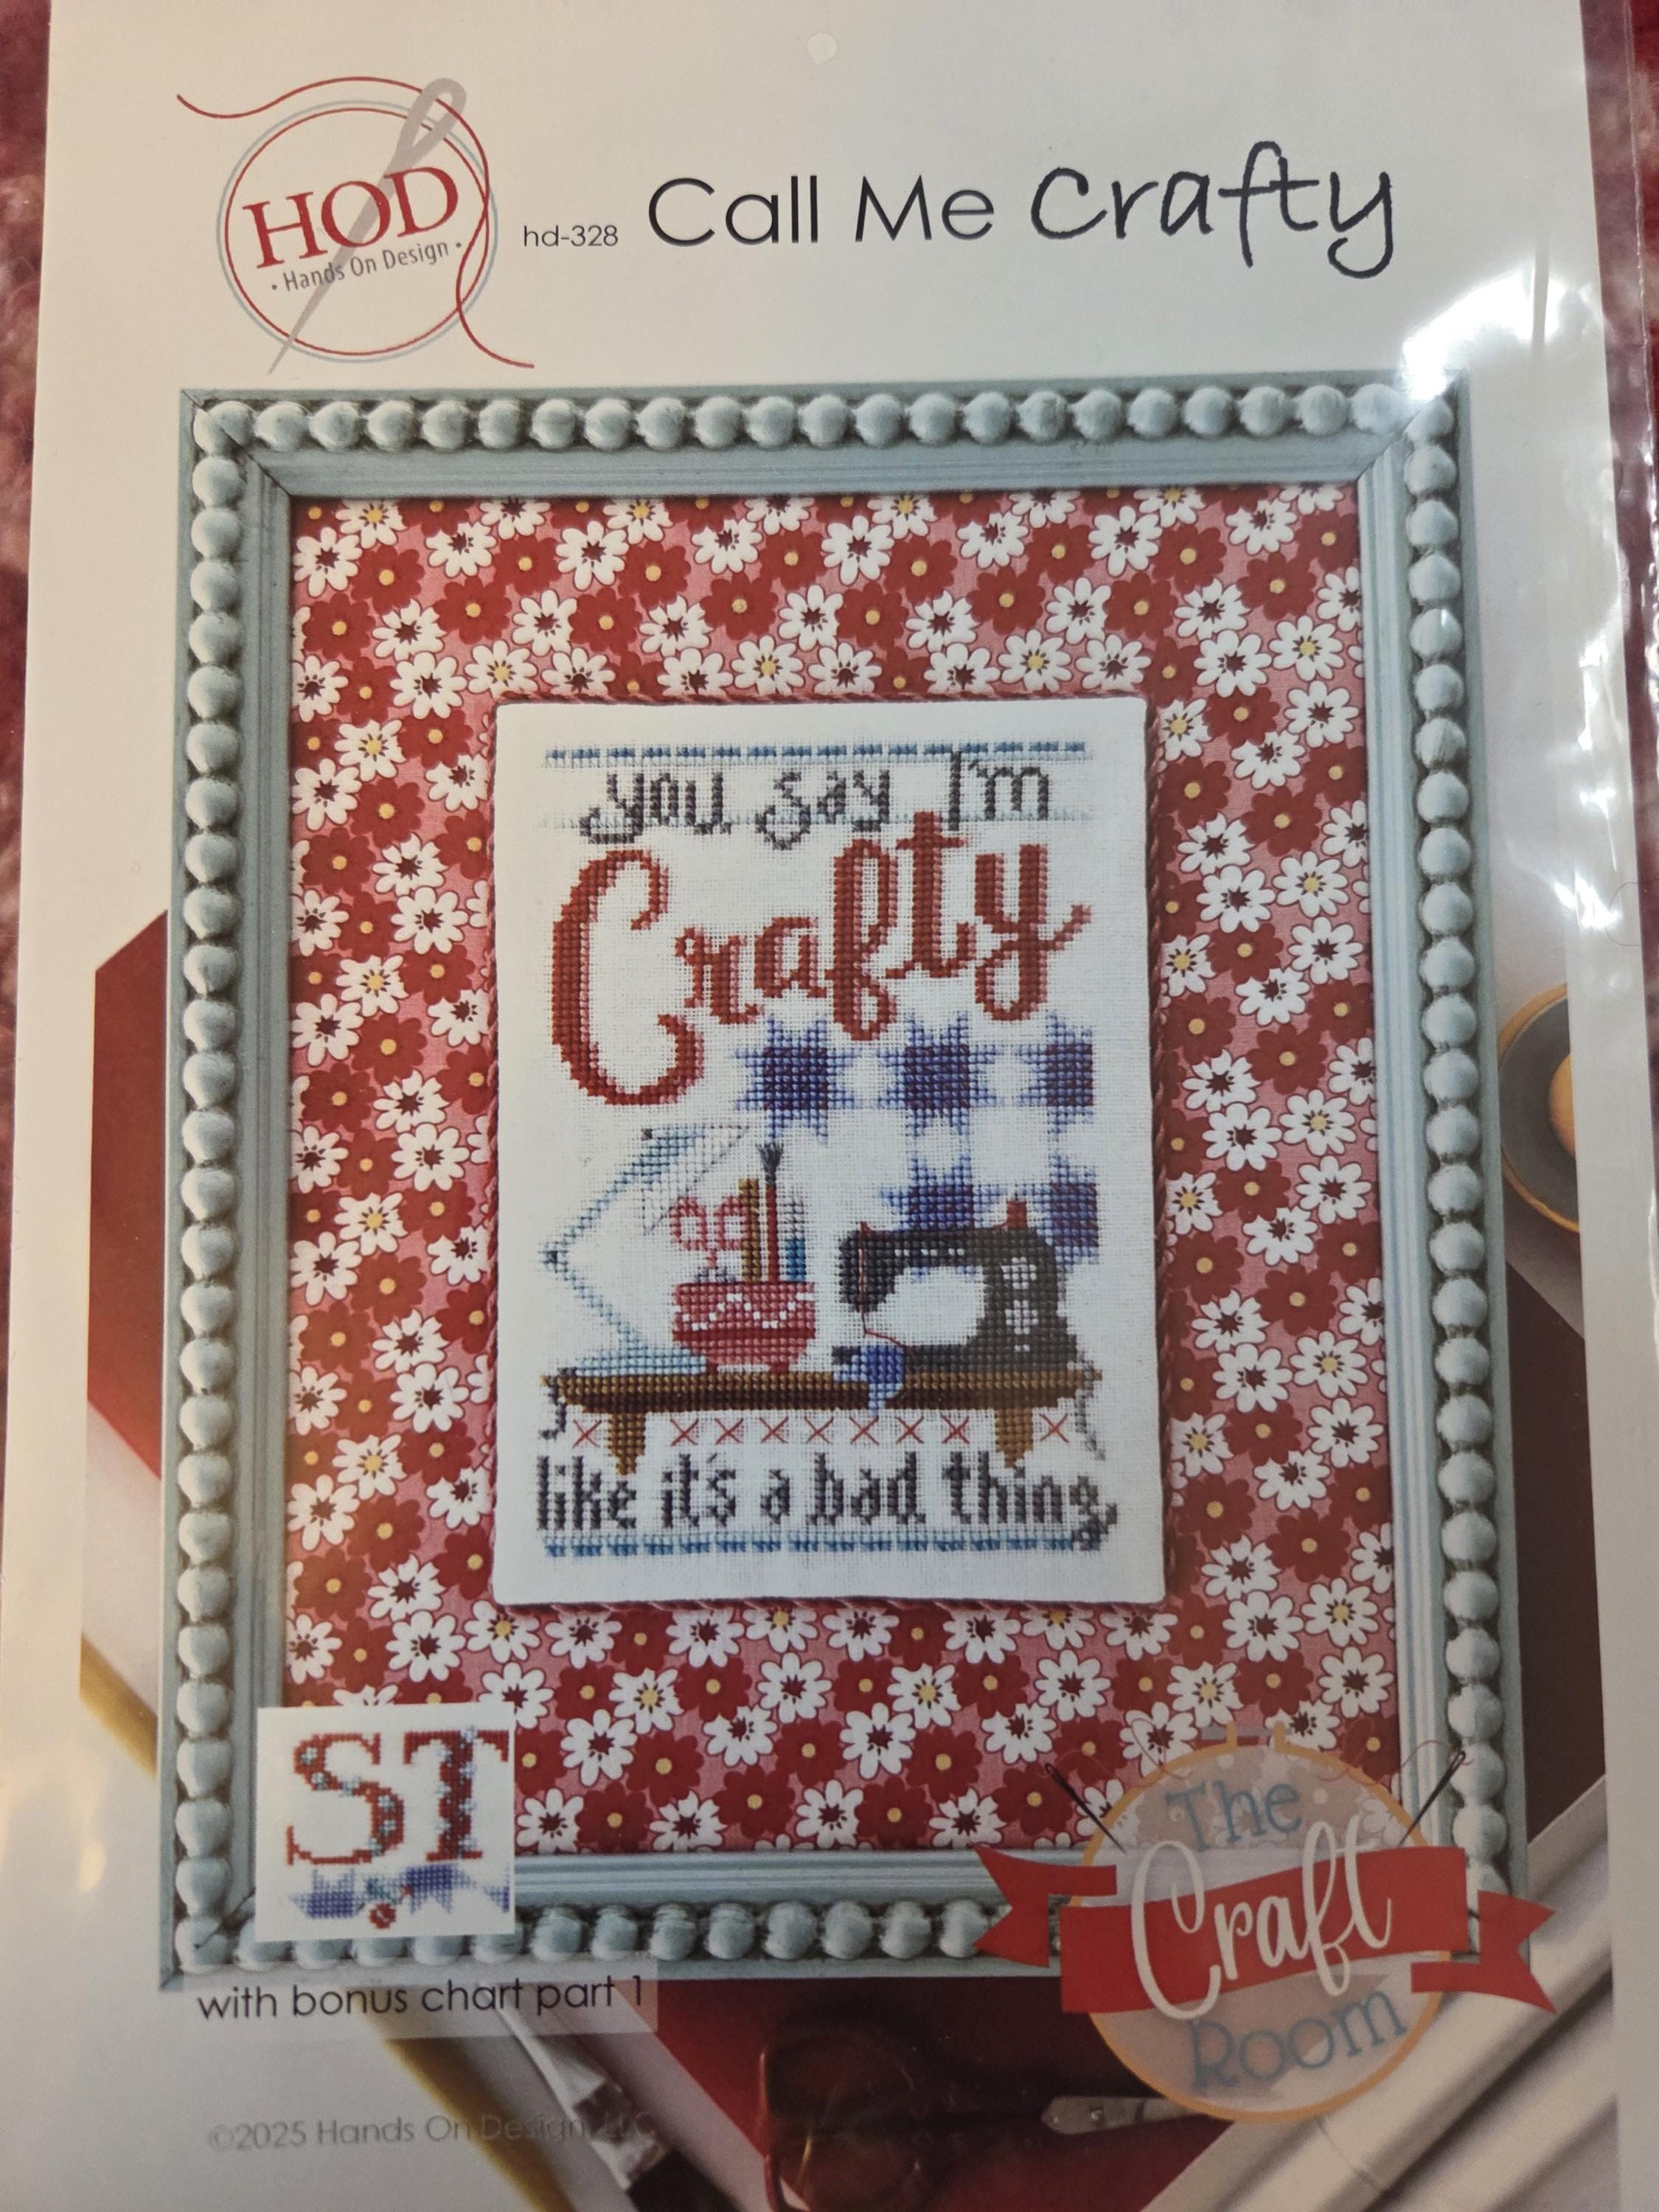 HOD
• Hands On Design •
hd-328 Call Me Crafty
you say I'm
Crafty
like it's a bad thing
ST
The
Craft
Room
with bonus chart part 1
©2025 Hands On Design, LLC